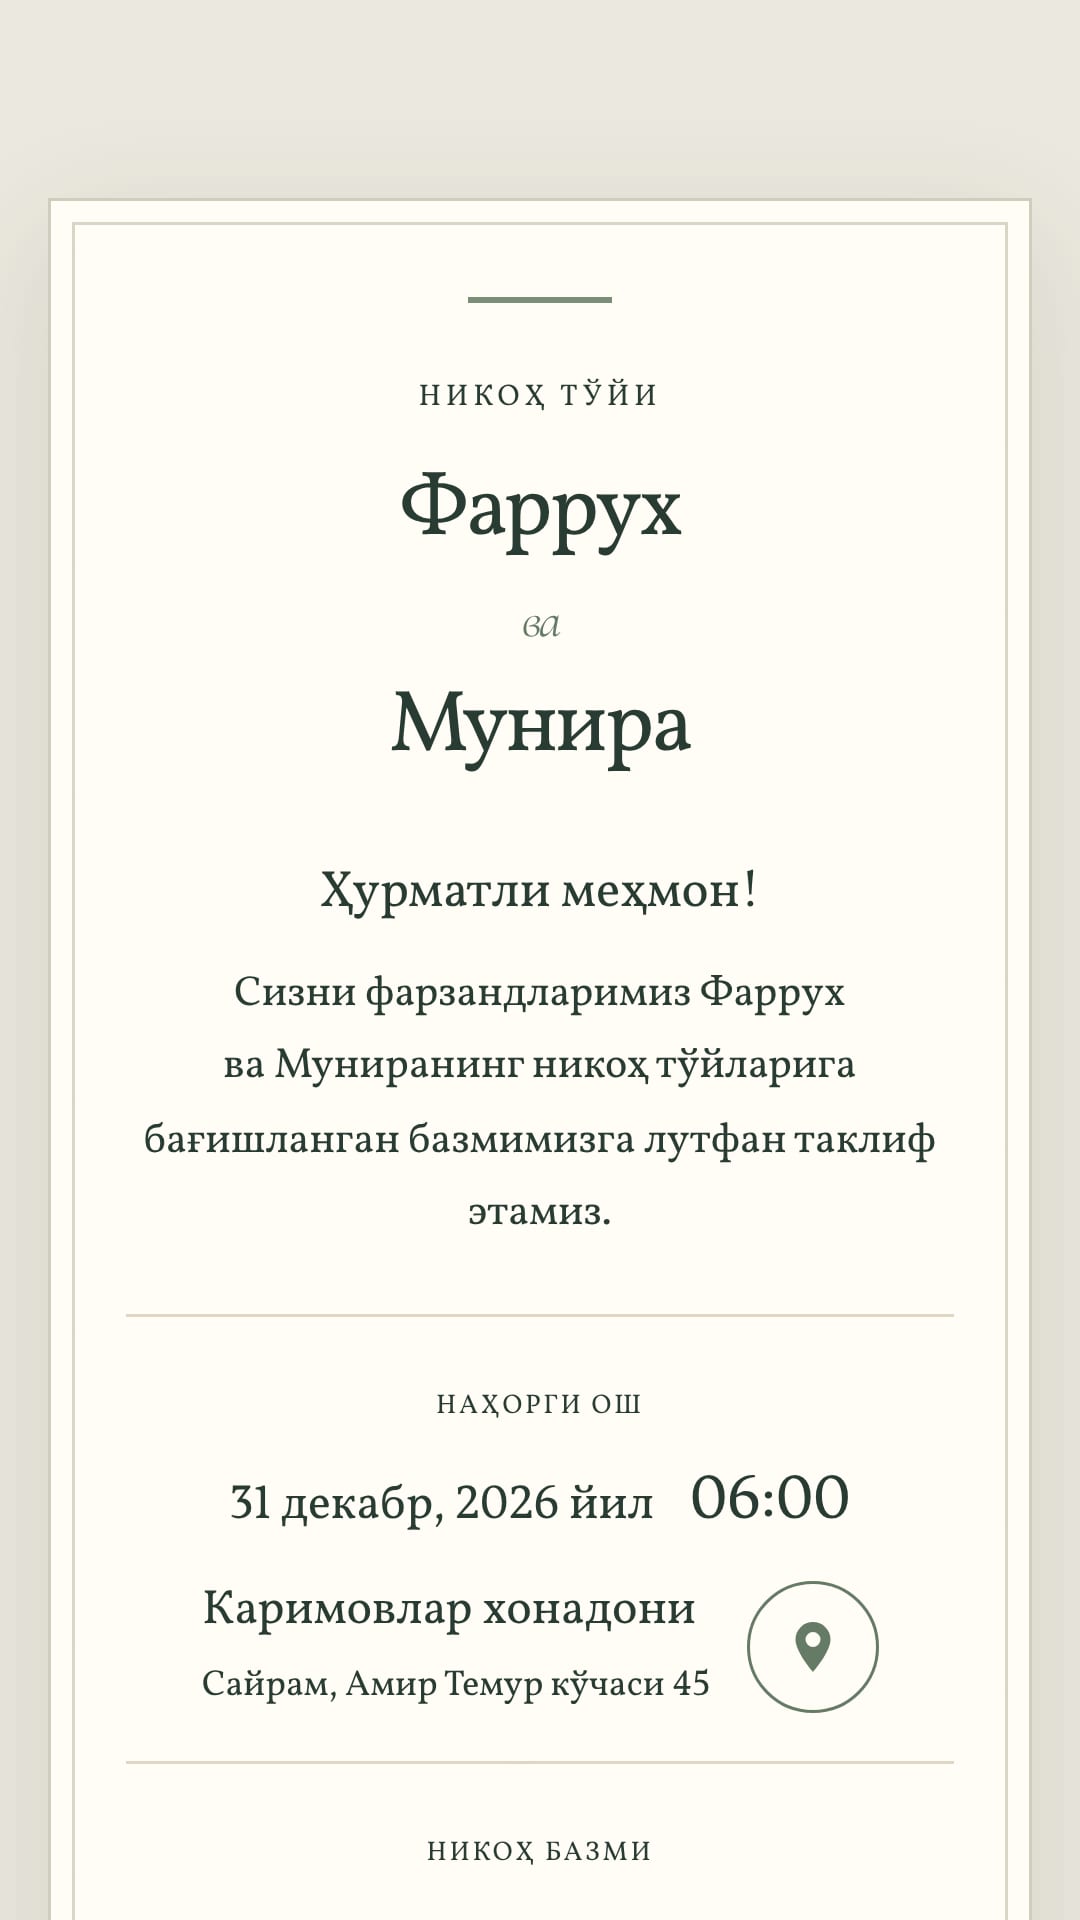 НИКОҲ ТЎЙИ
Фаррух
ва
Мунира
Ҳурматли меҳмон!
Сизни фарзандларимиз Фаррух
ва Муниранинг никоҳ тўйларига
бағишланган базмимизга лутфан таклиф
этамиз.
НАҲОРГИ ОШ
31 декабр, 2026 йил 06:00
Каримовлар хонадони
Сайрам, Амир Темур кўчаси 45
НИКОҲ БАЗМИ